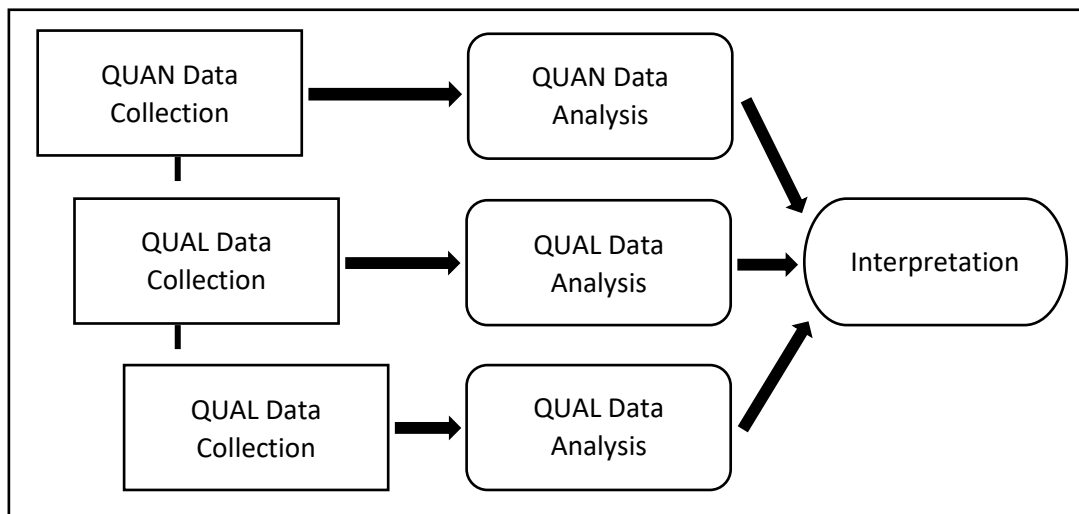 QUAN Data
Collection
QUAN Data
Analysis
QUAL Data
Collection
QUAL Data
Analysis
Interpretation
QUAL Data
Collection
QUAL Data
Analysis